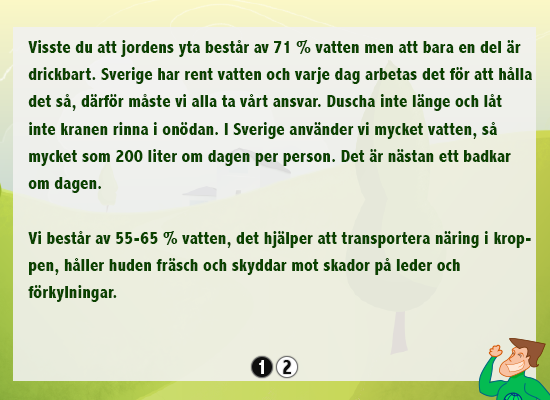 Visste du att jordens yta består av 71 % vatten men att bara en del är
drickbart. Sverige har rent vatten och varje dag arbetas det för att hålla
det så, därför måste vi alla ta vårt ansvar. Duscha inte länge och låt
inte kranen rinna i onödan. I Sverige använder vi mycket vatten, så
mycket som 200 liter om dagen per person. Det är nästan ett badkar
om dagen.
Vi består av 55-65 % vatten, det hjälper att transportera näring i krop-
pen, håller huden fräsch och skyddar mot skador på leder och
förkylningar.
1 2